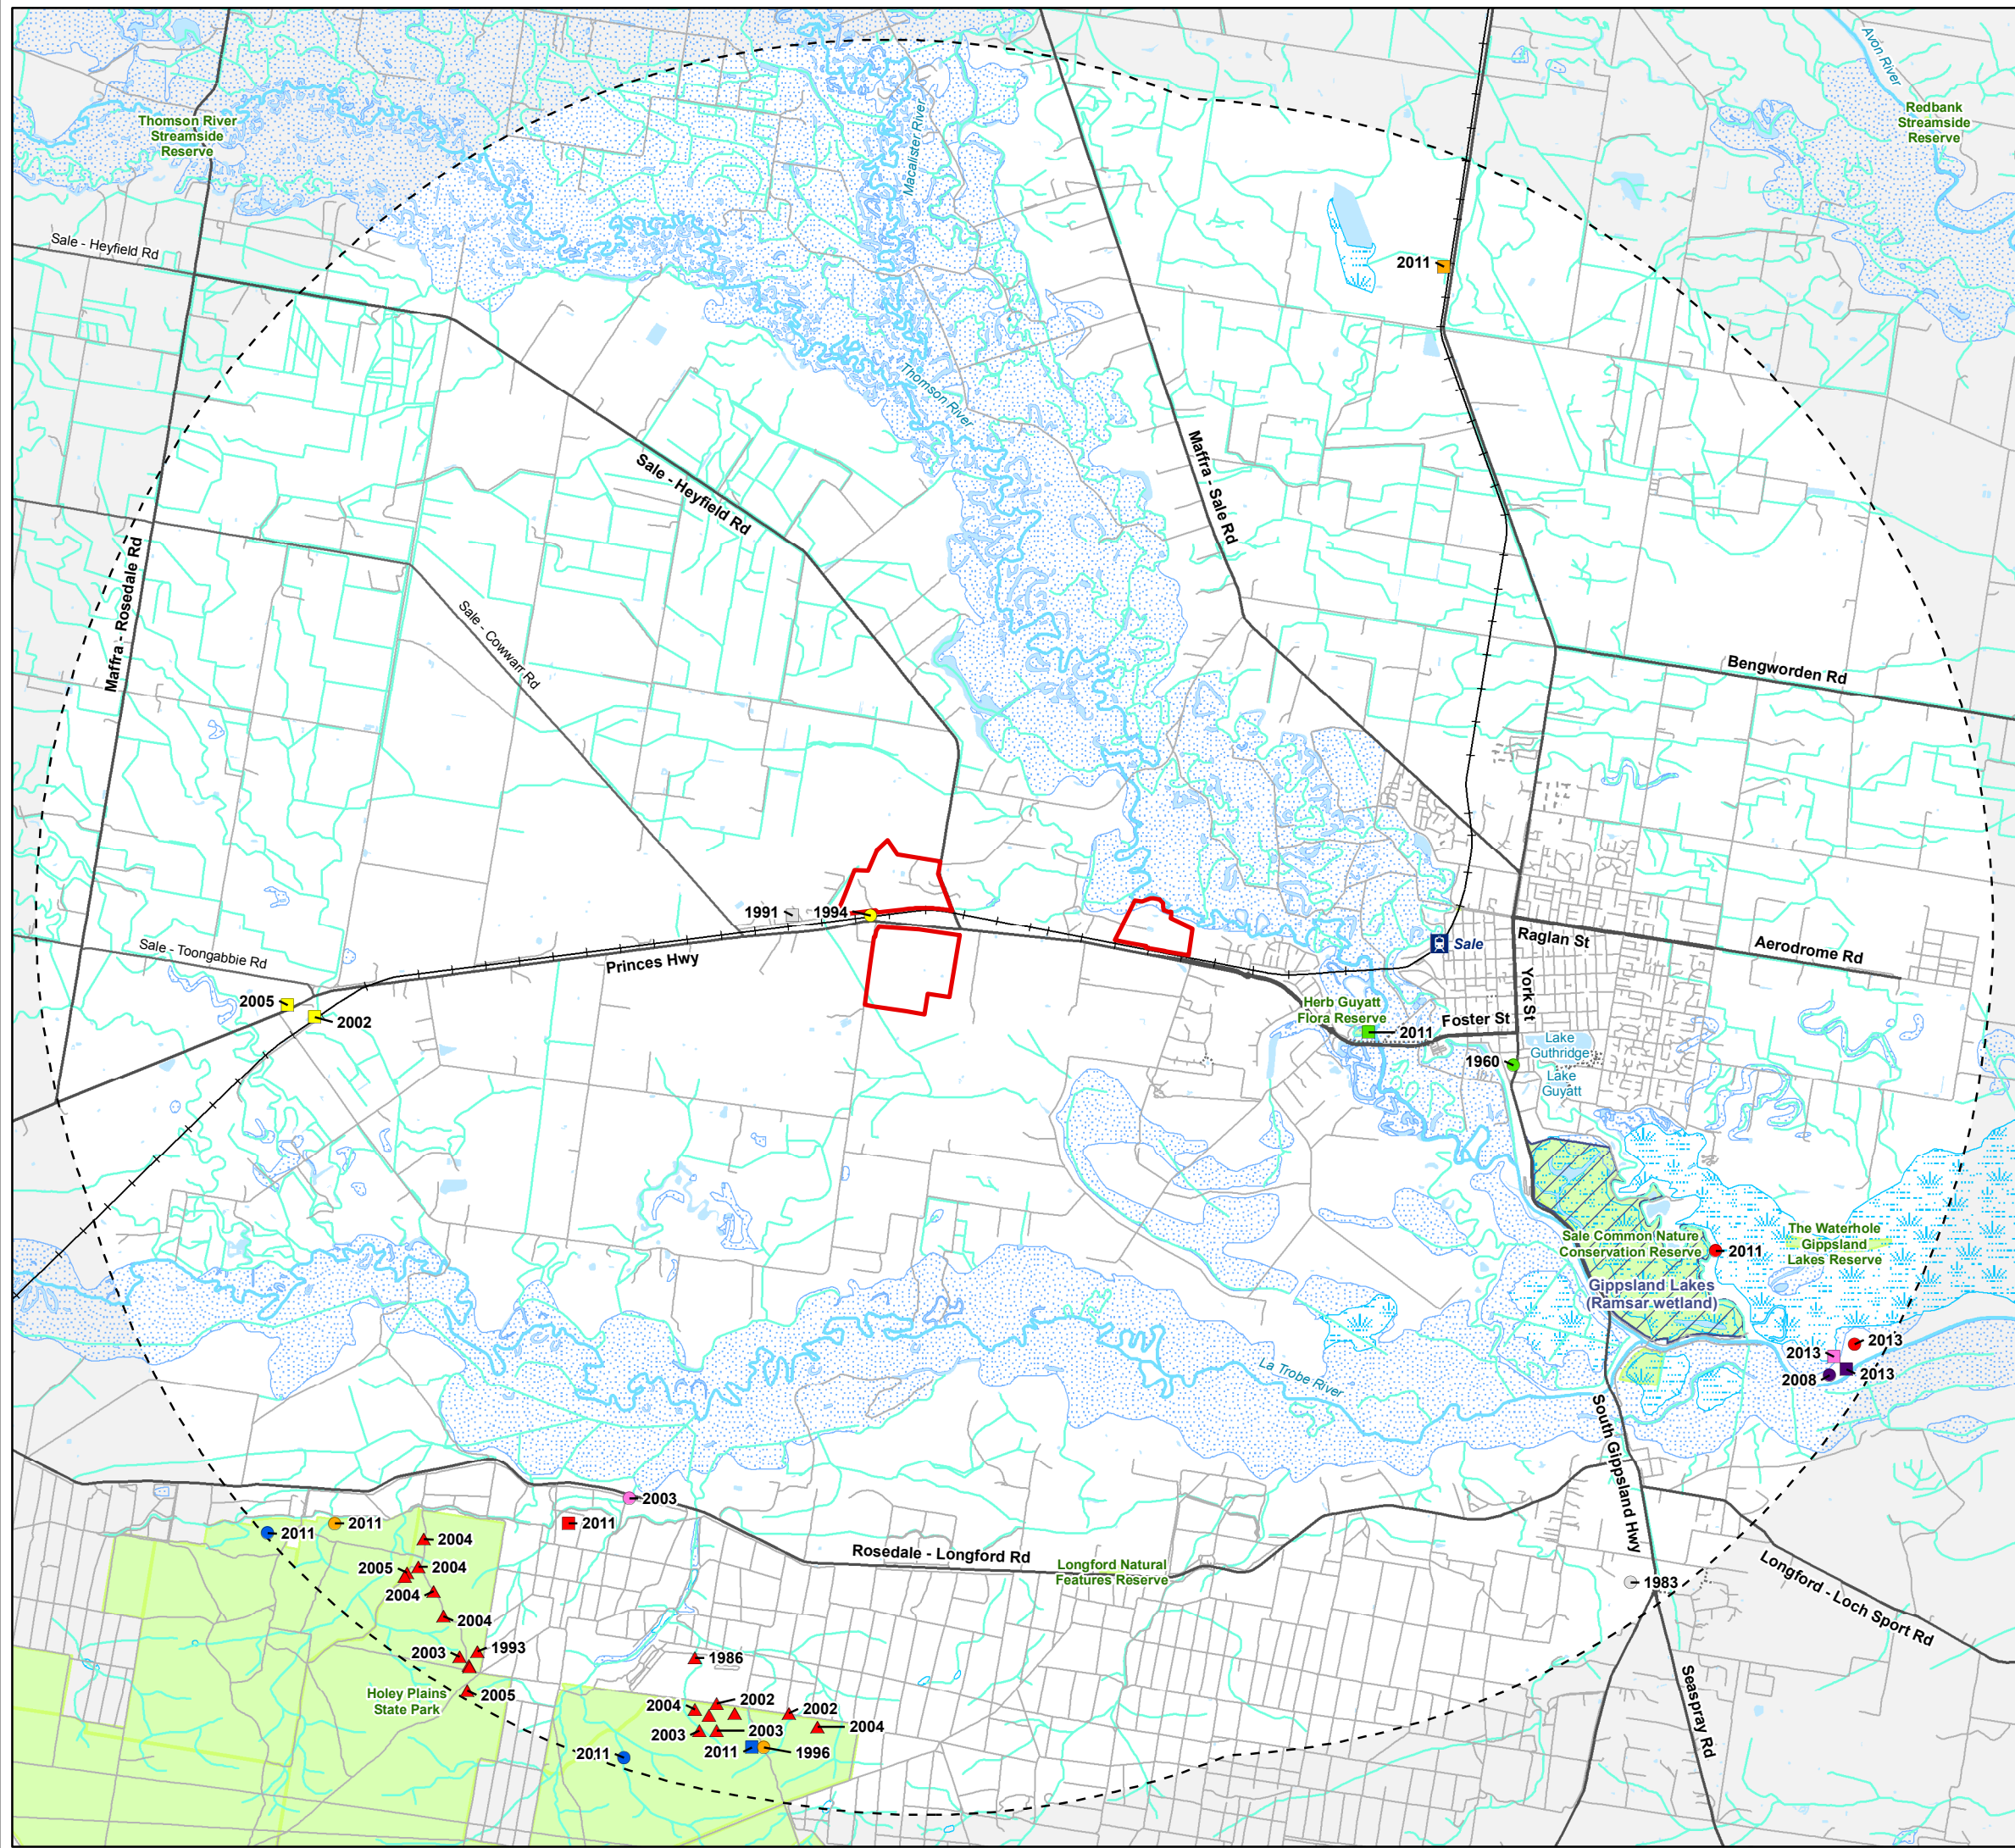 Avon River
Redbank
Streamside
Reserve
Thomson River
Streamside
Reserve
Macalister River
Sale - Heyfield Rd
2011
Thomson River
Maffra - Sale Rd
Sale - Heyfield Rd
Maffra - Rosedale Rd
Sale - Cowwarr Rd
Bengworden Rd
1991
1994
Sale - Toongabbie Rd
Princes Hwy
Sale
Raglan St
Aerodrome Rd
York St
2005
2002
Herb Guyatt
Flora Reserve
2011
Foster St
1960
Lake
Guthridge
Lake
Guyatt
Sale Common Nature
Conservation Reserve
2011
The Waterhole
Gippsland
Lakes Reserve
Gippsland Lakes
(Ramsar wetland)
2013
2013
2013
2008
La Trobe River
South Gippsland Hwy
2003
2011
2011
2011
2004
2004
2005
2004
2004
Rosedale - Longford Rd
Longford Natural
Features Reserve
1983
Longford - Loch Sport Rd
1993
2003
2005
1986
Holey Plains
State Park
2004
2002
2002
2004
2003
2003
2011
1996
2011
Seaspray Rd